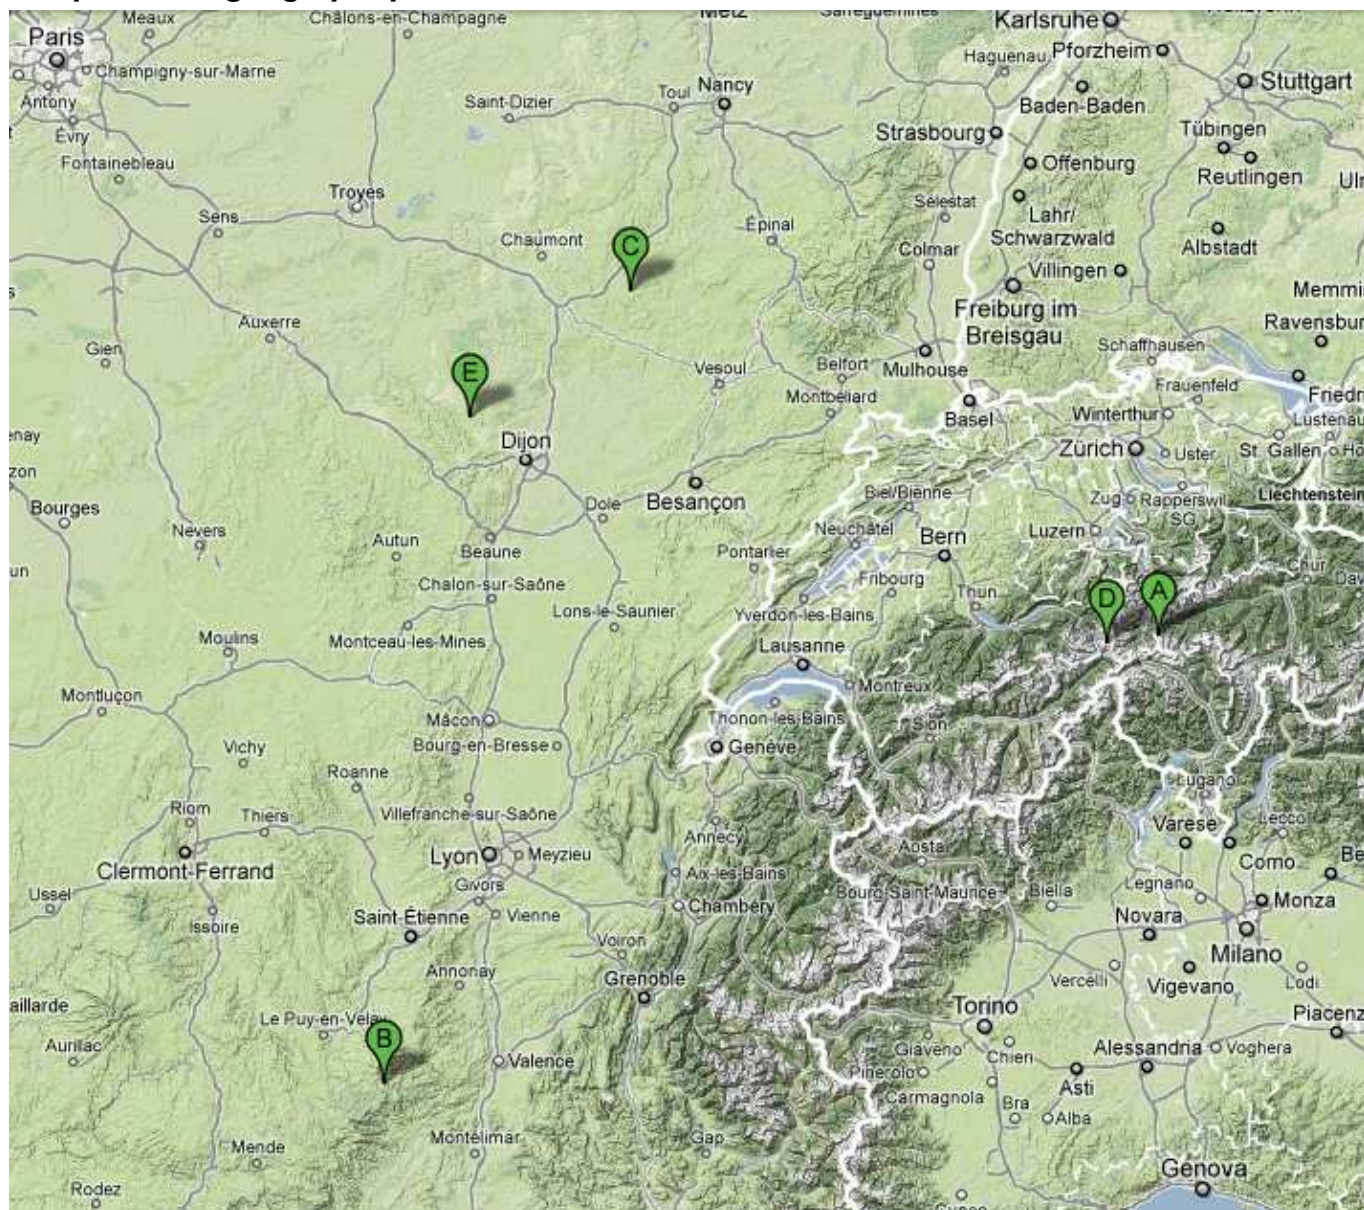 Meaux
Châlons-en-Champagne
Metz
Karlsruhe
Paris
Champigny-sur-Marne
Haguenau
Pforzheim
Antony
Saint-Dizier
Toul
Nancy
Stuttgart
Baden-Baden
Évry
Strasbourg
Tübingen
Fontainebleau
Offenburg
Reutlingen
Troyes
Sélestat
Sens
Épinal
Lahr/
Schwarzwald
Chaumont
C
Colmar
Albstadt
Villingen
Freiburg im
Breisgau
Auxerre
Ravensbur
Gien
Schaffhausen
E
Vesoul
Belfort
Mulhouse
Frauenfeld
Montbéliard
Basel
Winterthur
Lustenau
Dijon
Zürich
Uster
St. Gallen
Besançon
Biel/Bienne
Zug
Rapperswil
SG
Liechtenstein
Bourges
Dole
Nevers
Neuchâtel
Bern
Luzern
Autun
Beaune
Pontarlier
Chur
Chalon-sur-Saône
Fribourg
Thun
D
A
Lons-le-Saunier
Yverdon-les-Bains
Moulins
Montceau-les-Mines
Lausanne
Montreux
Montluçon
Mâcon
Thonon-les-Bains
Sion
Vichy
Bourg-en-Bresse
Genève
Roanne
Lugano
Riom
Thiers
Villefranche-sur-Saône
Annecy
Varese
Lecco
Lyon
Meyzieu
Aosta
Como
Clermont-Ferrand
Aix-les-Bains
Ussel
Givors
Bourg-Saint-Maurice
Biella
Legnano
Monza
Saint-Étienne
Vienne
Chambéry
Novara
Issoire
Voiron
Milano
Annonay
Grenoble
Vercelli
Vigevano
Lodi
aillarde
Le Puy-en-Velay
Torino
Piacenz
B
Aurillac
Valence
Giaveno
Chieri
Alessandria
Voghera
Pinerolo
Asti
Carmagnola
Bra
Alba
Montélimar
Gap
Mende
Genova
Rodez